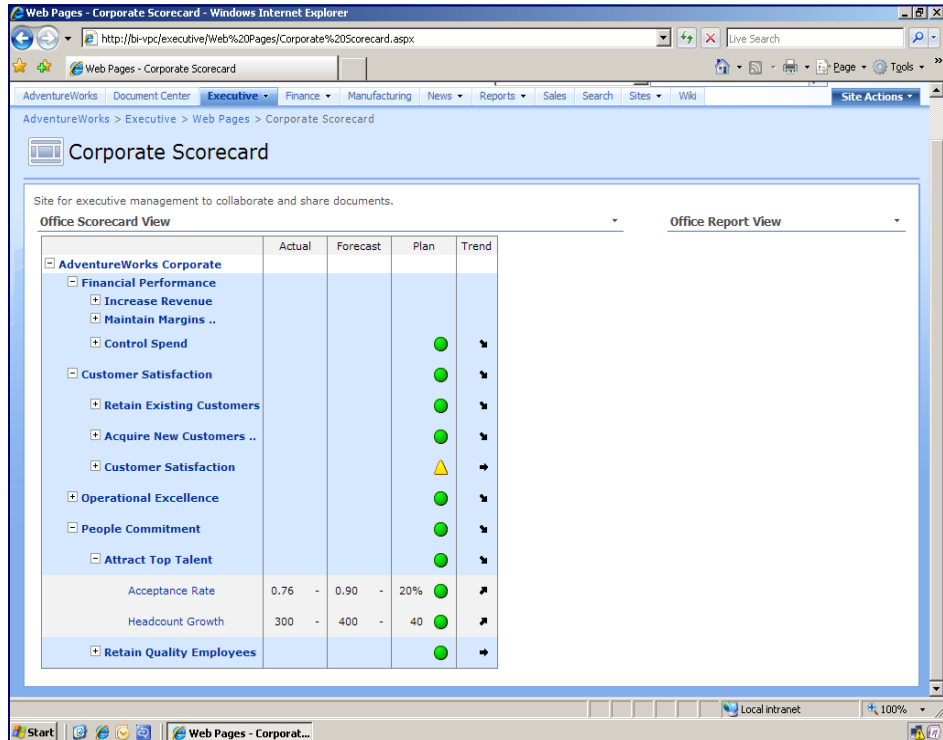 Web Pages - Corporate Scorecard - Windows Internet Explorer
http://bi-vpc/executive/Web%20Pages/Corporate%20Scorecard.aspx
Live Search
Web Pages - Corporate Scorecard
Page
Tools
AdventureWorks Document Center Executive Finance Manufacturing News Reports Sales Search Sites Wiki Site Actions
AdventureWorks > Executive > Web Pages > Corporate Scorecard
Corporate Scorecard
Site for executive management to collaborate and share documents.
Office Scorecard View
Office Report View
Actual Forecast Plan Trend
AdventureWorks Corporate
Financial Performance
Increase Revenue
Maintain Margins ..
Control Spend
Customer Satisfaction
Retain Existing Customers
Acquire New Customers ..
Customer Satisfaction
Operational Excellence
People Commitment
Attract Top Talent
Acceptance Rate 0.76 - 0.90 - 20%
Headcount Growth 300 - 400 - 40
Retain Quality Employees
Local intranet 100%
Start
Web Pages - Corporat...